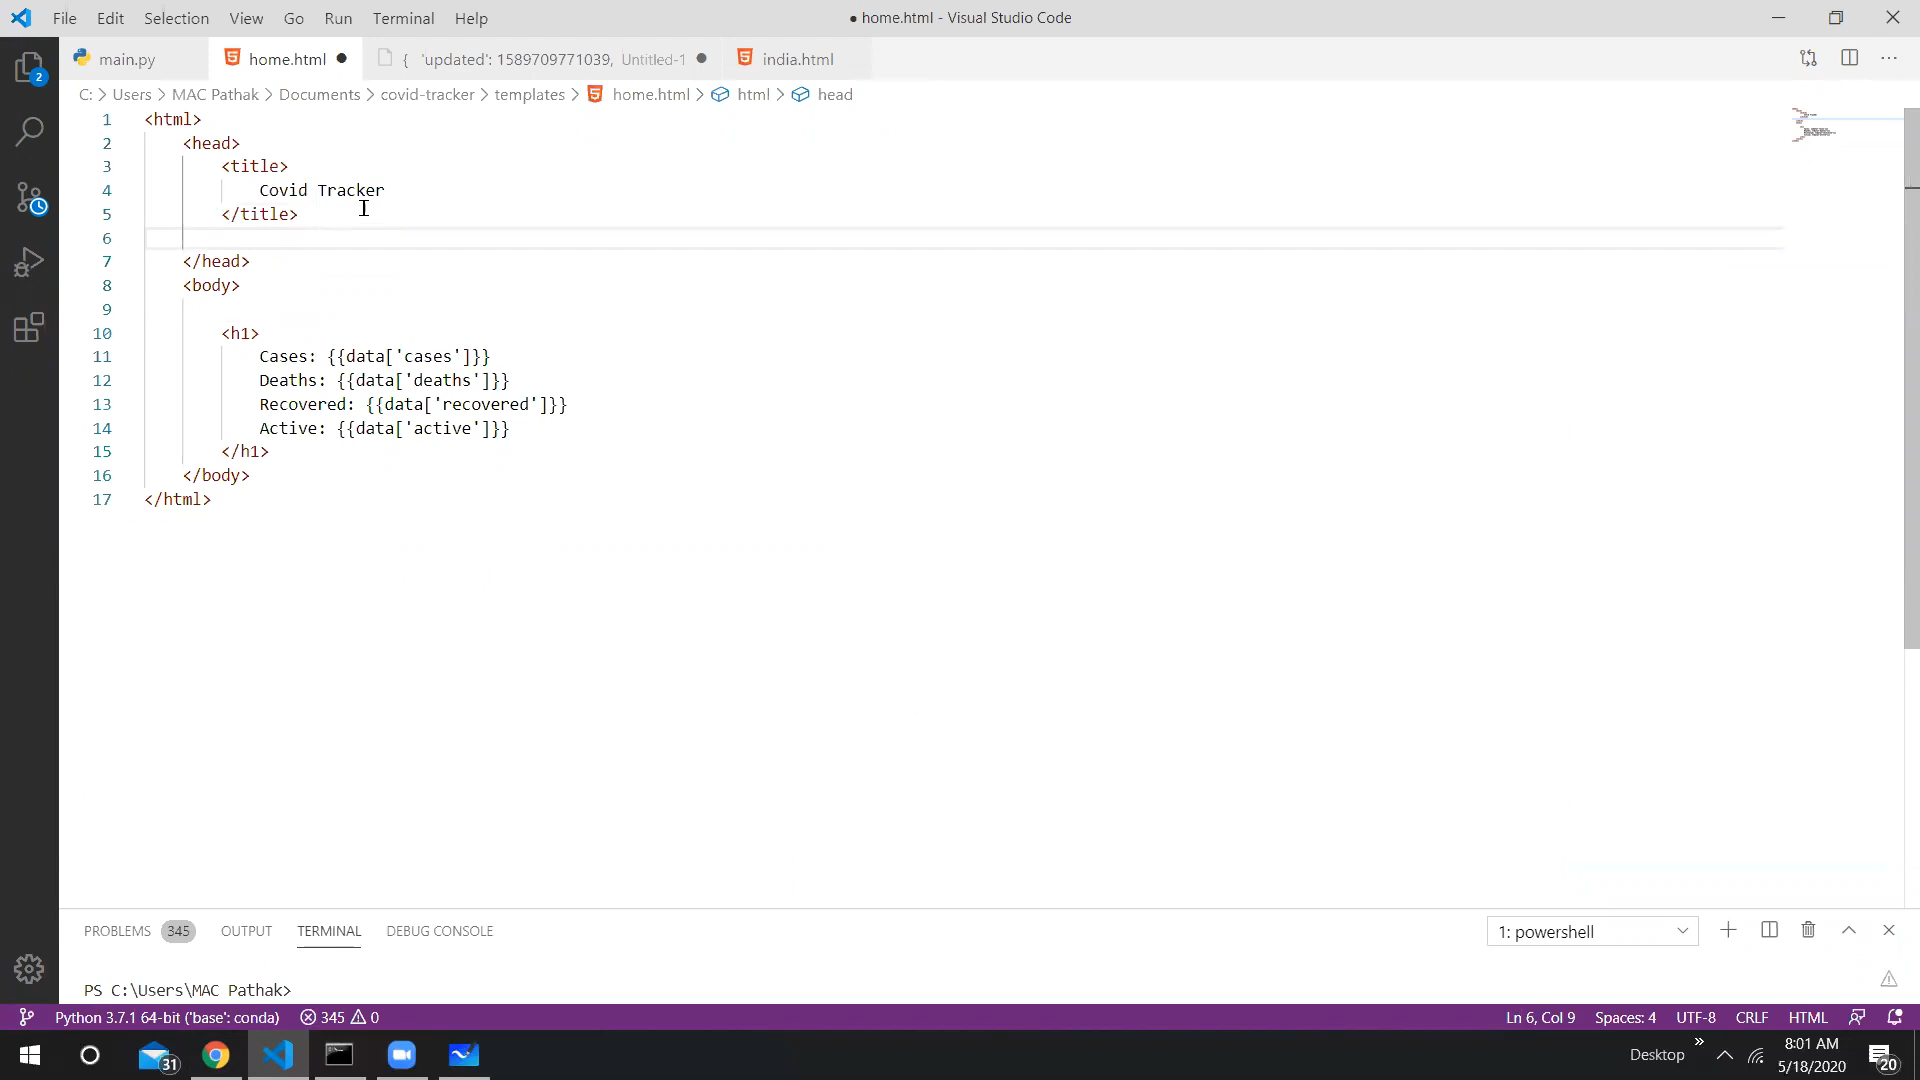 File Edit Selection View Go Run Terminal Help
● home.html - Visual Studio Code
main.py
home.html ●
{ 'updated': 1589709771039, Untitled-1 ●
india.html
C: > Users > MAC Pathak > Documents > covid-tracker > templates > home.html > html > head
1 <html>
2 <head>
3 <title>
4 Covid Tracker
5 </title>
6
7 </head>
8 <body>
9
10 <h1>
11 Cases: {{data['cases']}}
12 Deaths: {{data['deaths']}}
13 Recovered: {{data['recovered']}}
14 Active: {{data['active']}}
15 </h1>
16 </body>
17 </html>
2
PROBLEMS 345 OUTPUT TERMINAL DEBUG CONSOLE
1: powershell
PS C:\Users\MAC Pathak>
Python 3.7.1 64-bit ('base': conda) 345 0
Ln 6, Col 9 Spaces: 4 UTF-8 CRLF HTML
31
Desktop »
8:01 AM
5/18/2020
20